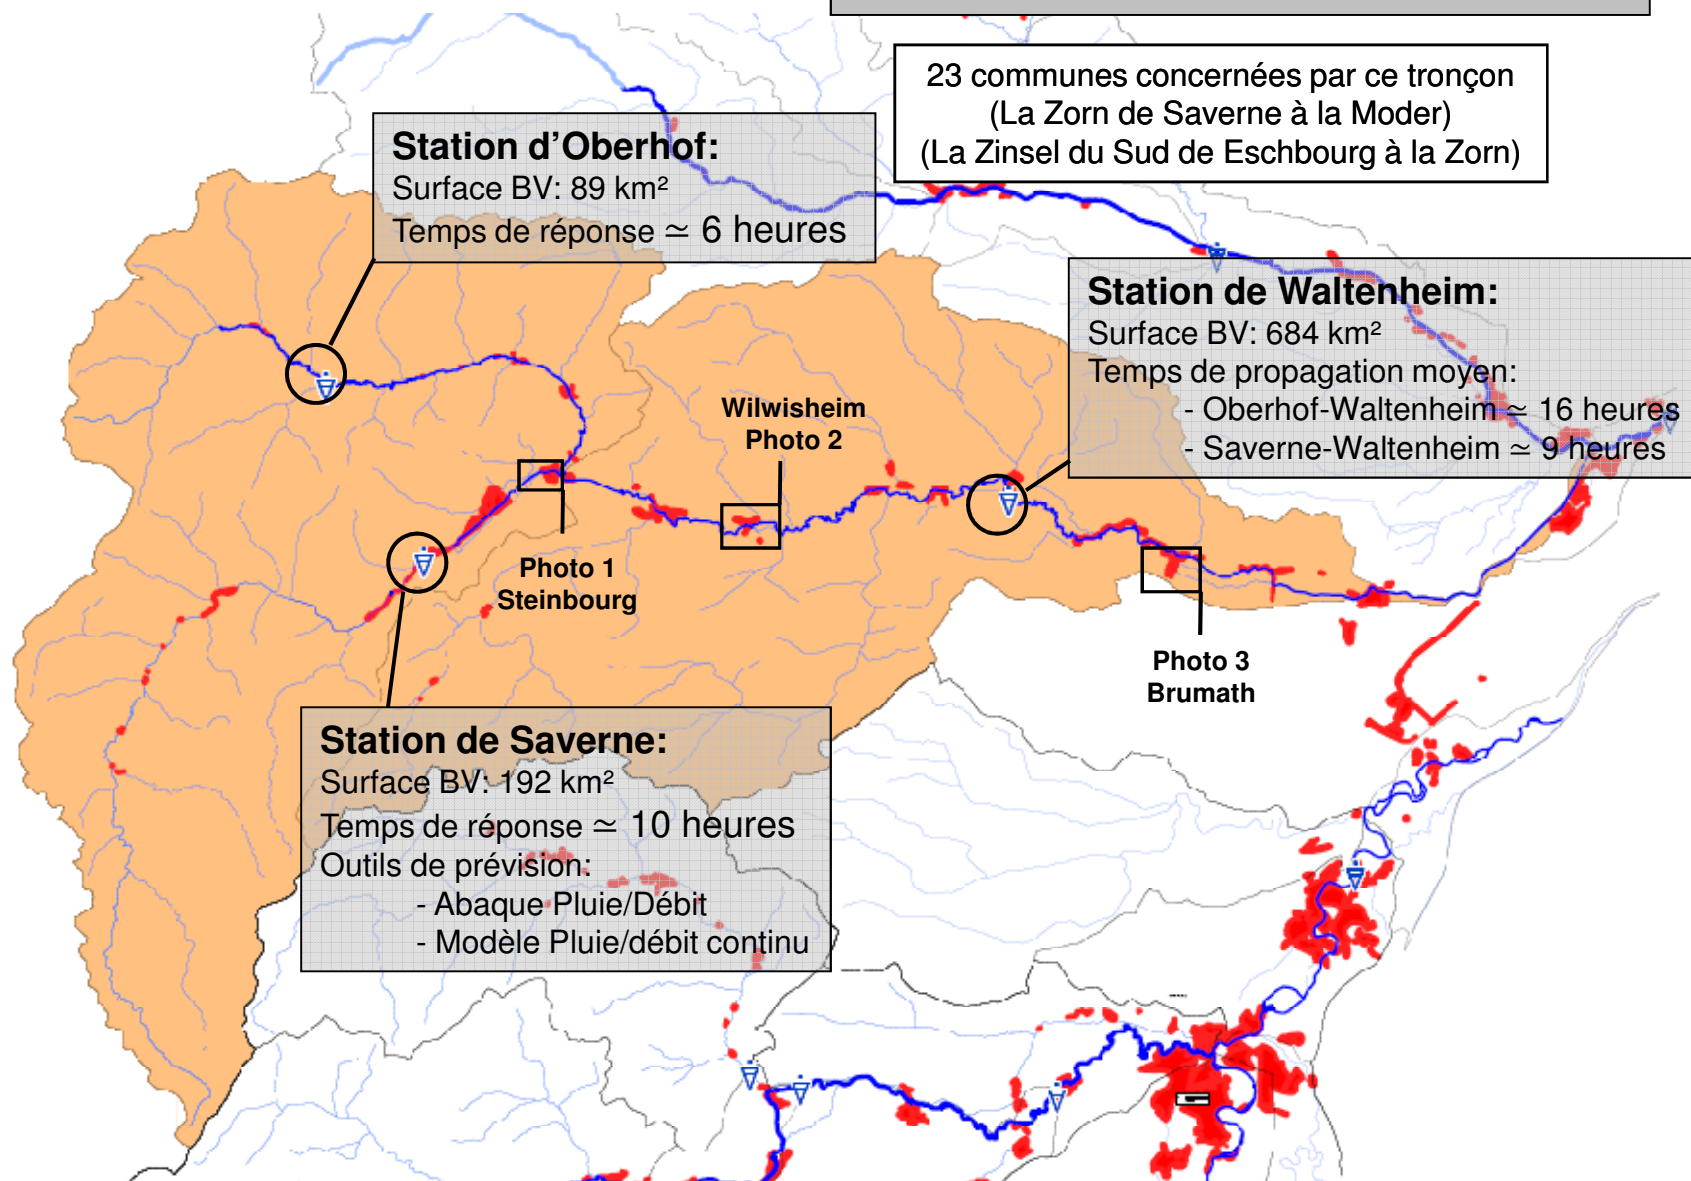 23 communes concernées par ce tronçon
(La Zorn de Saverne à la Moder)
(La Zinsel du Sud de Eschbourg à la Zorn)
Station d’Oberhof:
Surface BV: 89 km²
Temps de réponse ≃ 6 heures
Station de Waltenheim:
Surface BV: 684 km²
Temps de propagation moyen:
- Oberhof-Waltenheim ≃ 16 heures
- Saverne-Waltenheim ≃ 9 heures
Wilwisheim
Photo 2
Photo 1
Steinbourg
Photo 3
Brumath
Station de Saverne:
Surface BV: 192 km²
Temps de réponse ≃ 10 heures
Outils de prévision:
- Abaque Pluie/Débit
- Modèle Pluie/débit continu